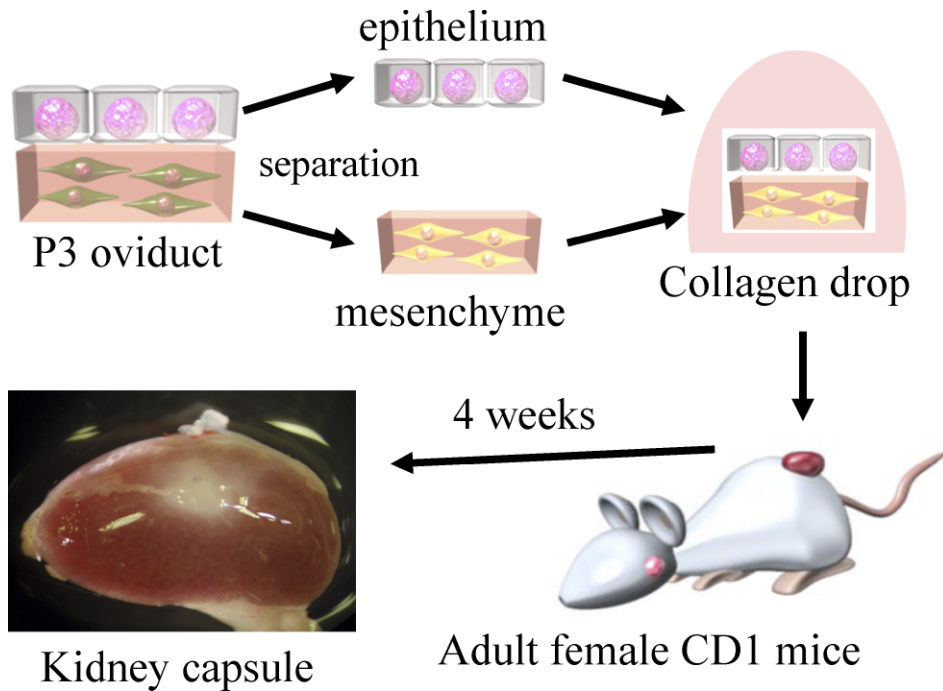 epithelium
separation
P3 oviduct
mesenchyme
Collagen drop
4 weeks
Kidney capsule
Adult female CD1 mice